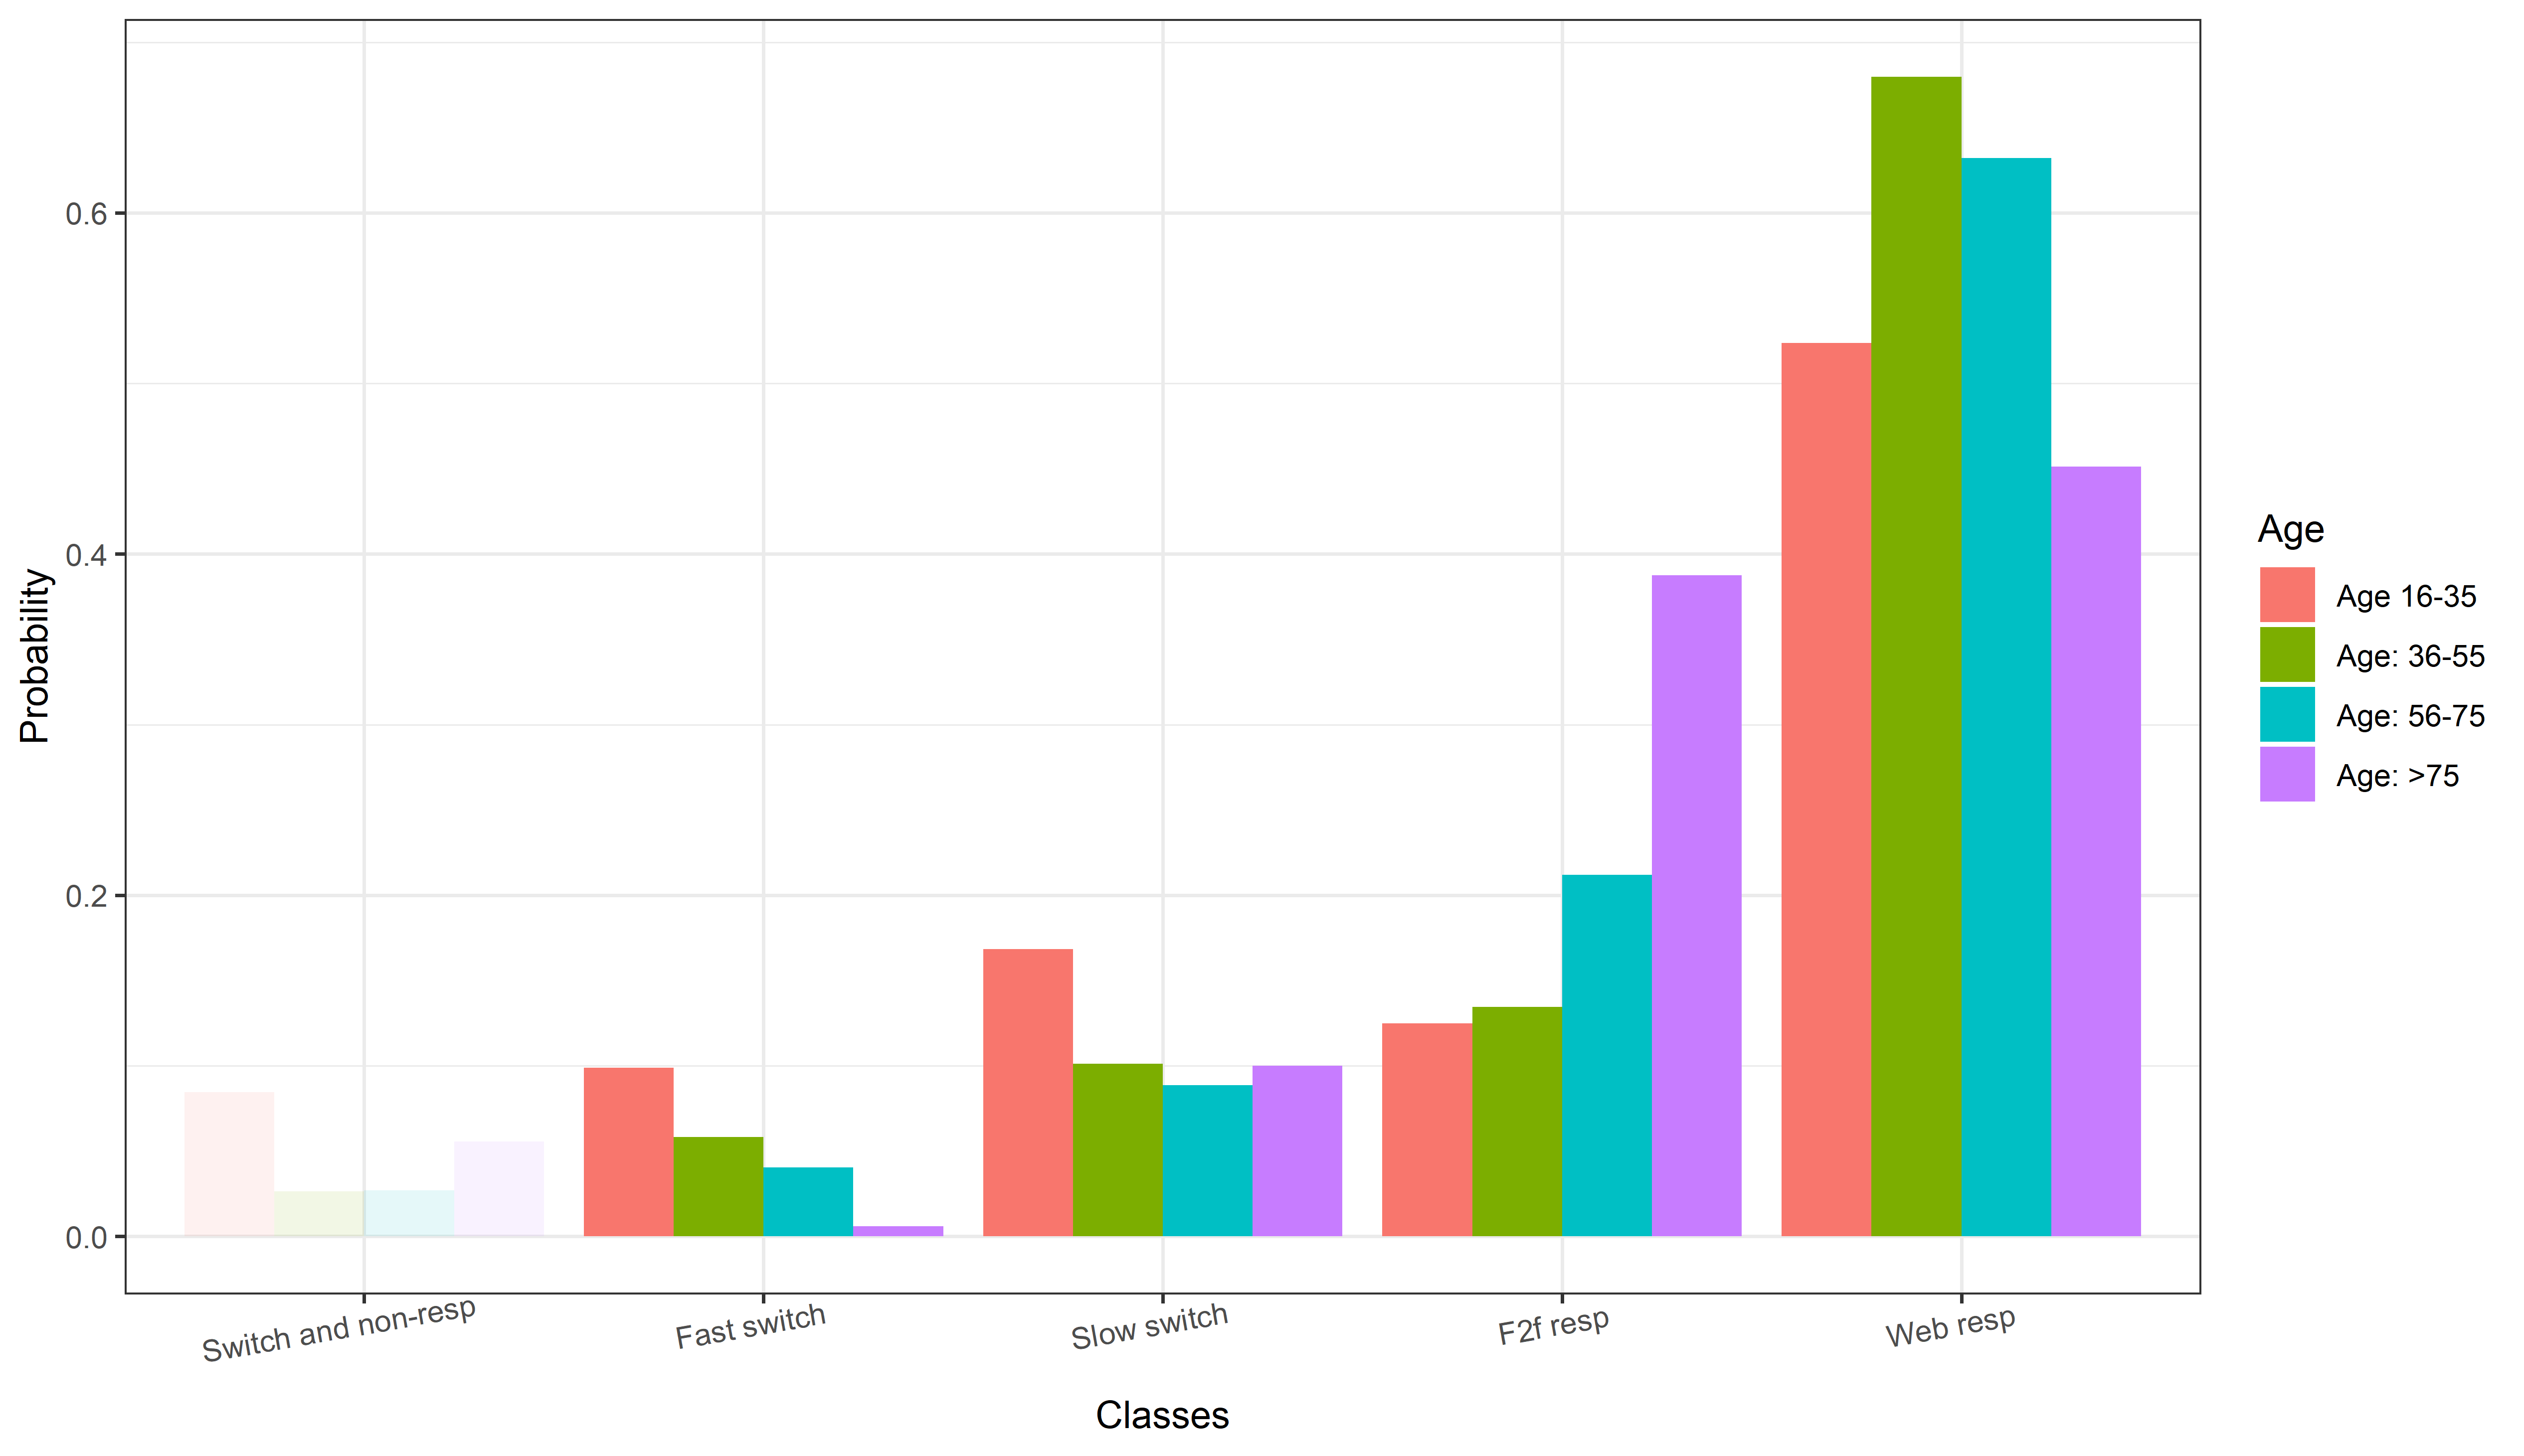 Probability
0.6
0.4
0.2
0.0
Switch and non-resp
Fast switch
Slow switch
F2f resp
Web resp
Classes
Age
Age 16-35
Age: 36-55
Age: 56-75
Age: >75